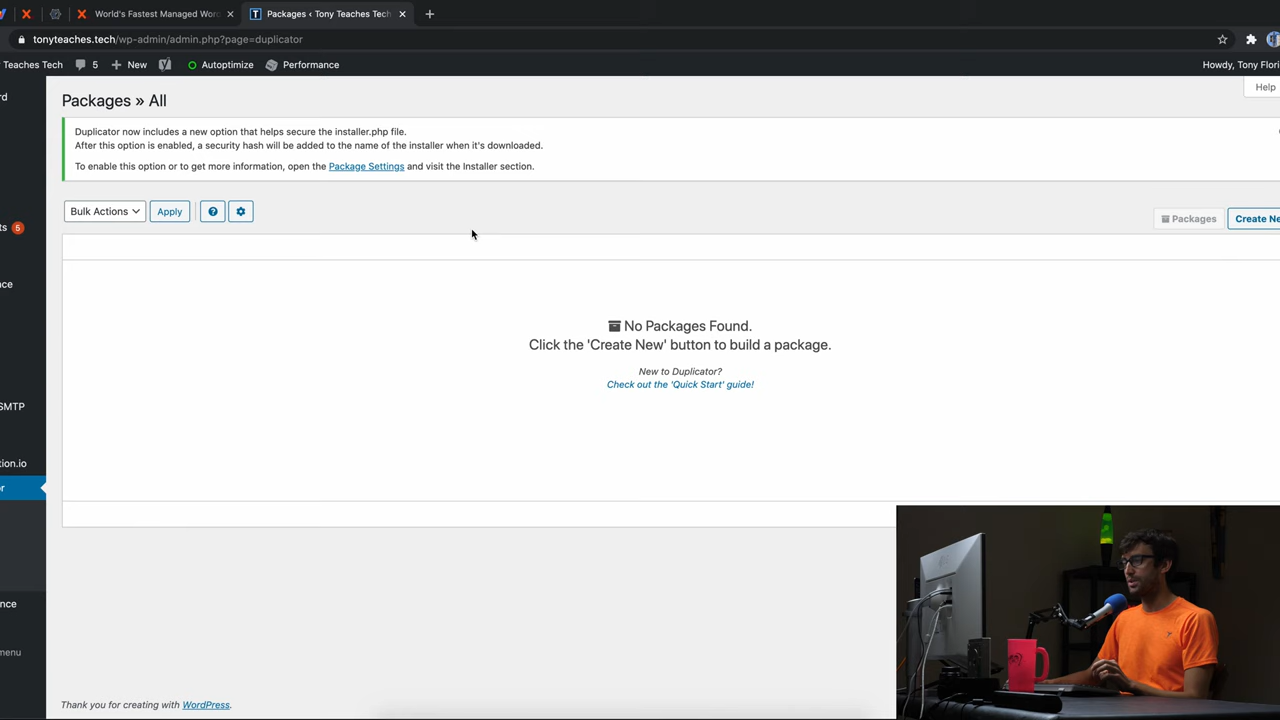 World's Fastest Managed Wor
Packages ‹ Tony Teaches Tech
tonyteaches.tech/wp-admin/admin.php?page=duplicator
Teaches Tech
5
New
Autoptimize
Performance
Howdy, Tony Flori
Help
Packages » All
Duplicator now includes a new option that helps secure the installer.php file.
After this option is enabled, a security hash will be added to the name of the installer when it's downloaded.
To enable this option or to get more information, open the Package Settings and visit the Installer section.
Bulk Actions
Apply
Packages
Create Ne
rd
ts 5
ce
SMTP
tion.io
or
nce
menu
No Packages Found.
Click the 'Create New' button to build a package.
New to Duplicator?
Check out the 'Quick Start' guide!
Thank you for creating with WordPress.